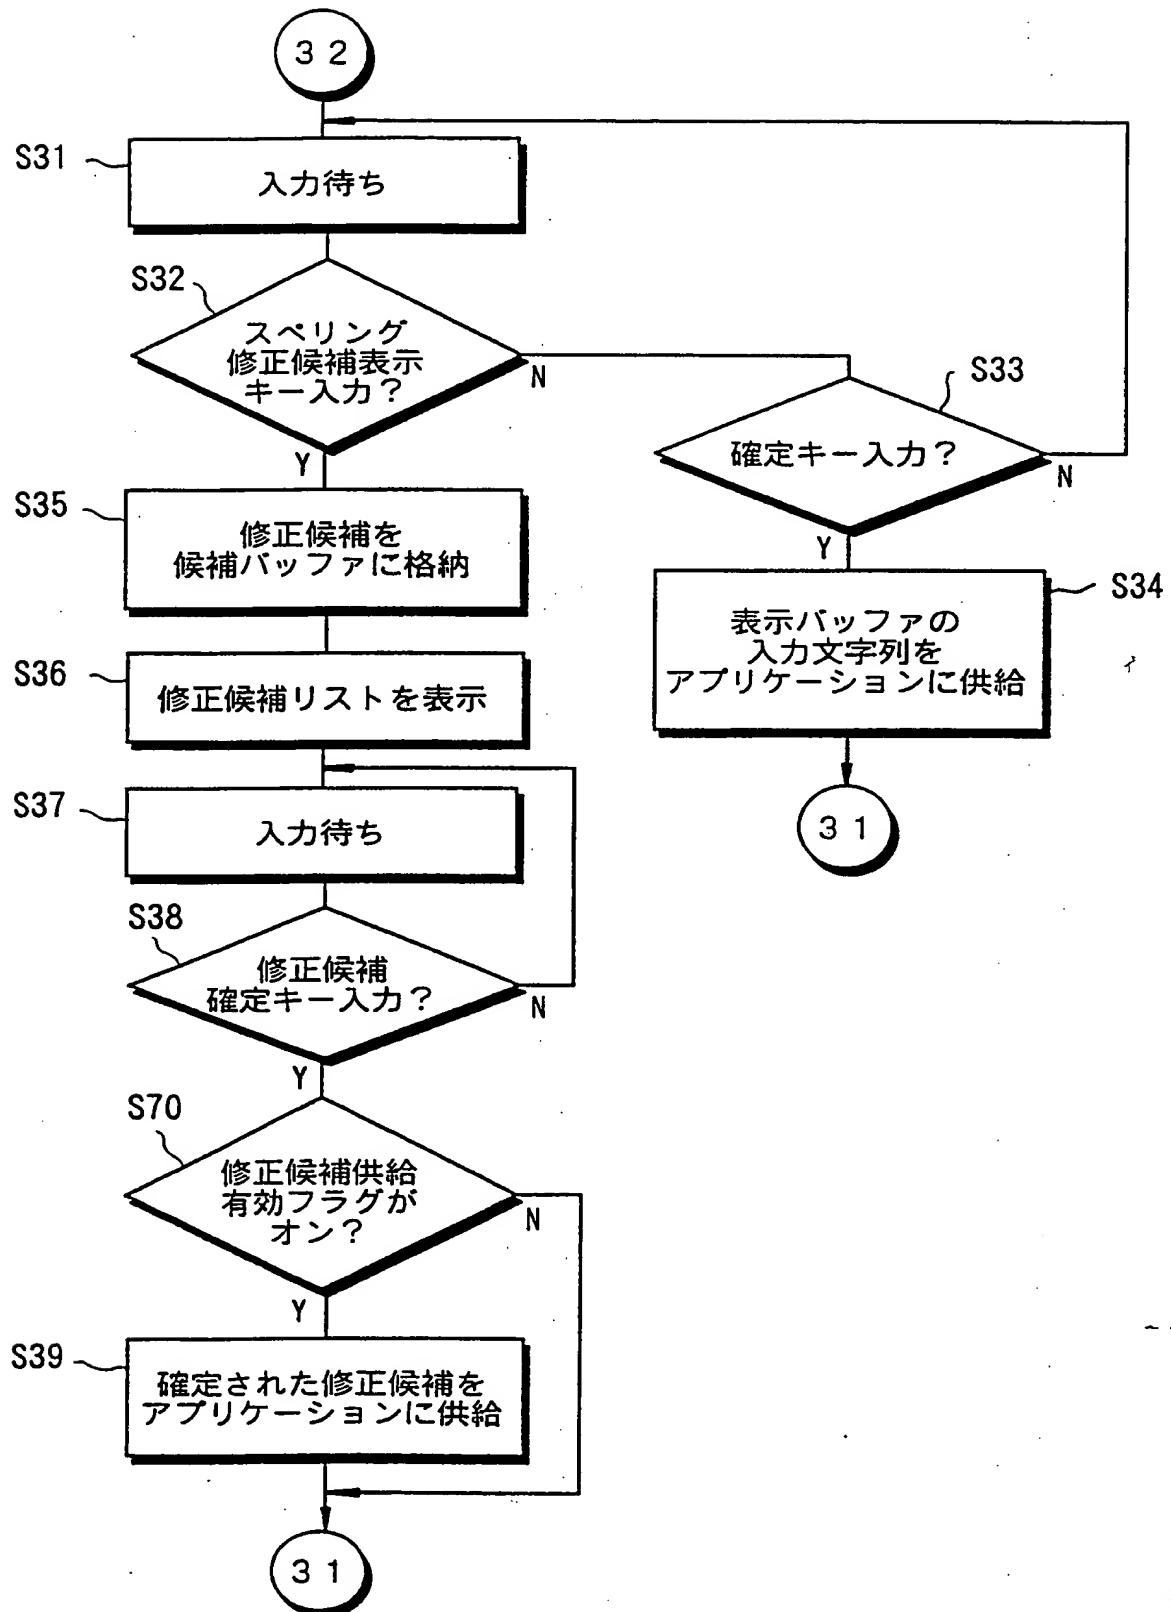 ３２
S31
入力待ち
S32
スペリング
修正候補表示
キー入力？
N
Y
S33
確定キー入力？
N
Y
S34
表示バッファの
入力文字列を
アプリケーションに供給
３１
S35
修正候補を
候補バッファに格納
S36
修正候補リストを表示
S37
入力待ち
S38
修正候補
確定キー入力？
N
Y
S70
修正候補供給
有効フラグが
オン？
N
Y
S39
確定された修正候補を
アプリケーションに供給
３１